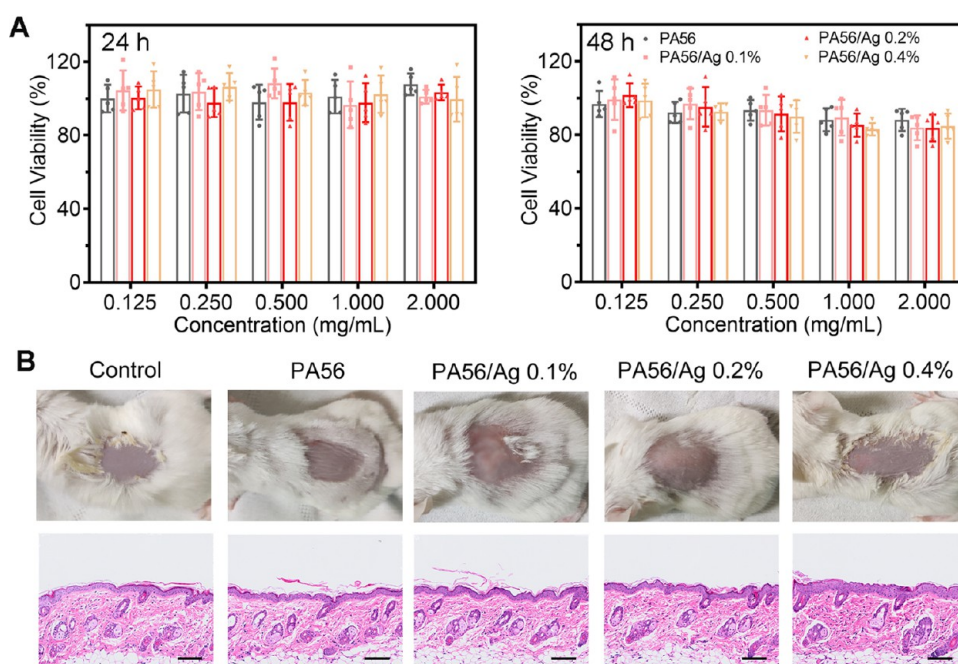 A
24 h
Cell Viability (%)
120
80
40
0
0.125 0.250 0.500 1.000 2.000
Concentration (mg/mL)
48 h
PA56
PA56/Ag 0.1%
PA56/Ag 0.2%
PA56/Ag 0.4%
Cell Viability (%)
120
80
40
0
0.125 0.250 0.500 1.000 2.000
Concentration (mg/mL)
B
Control PA56 PA56/Ag 0.1% PA56/Ag 0.2% PA56/Ag 0.4%